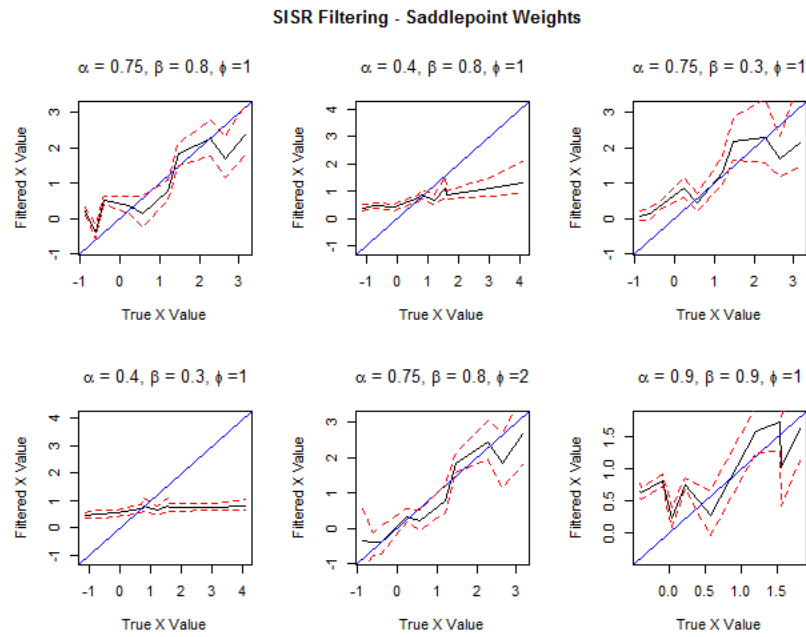 SISR Filtering - Saddlepoint Weights
α = 0.75, β = 0.8, ϕ =1
α = 0.4, β = 0.8, ϕ =1
α = 0.75, β = 0.3, ϕ =1
Filtered X Value
3
2
1
0
-1
-1 0 1 2 3
True X Value
Filtered X Value
4
3
2
1
0
-1
-1 0 1 2 3 4
True X Value
Filtered X Value
3
2
1
0
-1
-1 0 1 2 3
True X Value
α = 0.4, β = 0.3, ϕ =1
α = 0.75, β = 0.8, ϕ =2
α = 0.9, β = 0.9, ϕ =1
Filtered X Value
4
3
2
1
0
-1
-1 0 1 2 3 4
True X Value
Filtered X Value
3
2
1
0
-1
-1 0 1 2 3
True X Value
Filtered X Value
1.5
1.0
0.5
0.0
0.0 0.5 1.0 1.5
True X Value